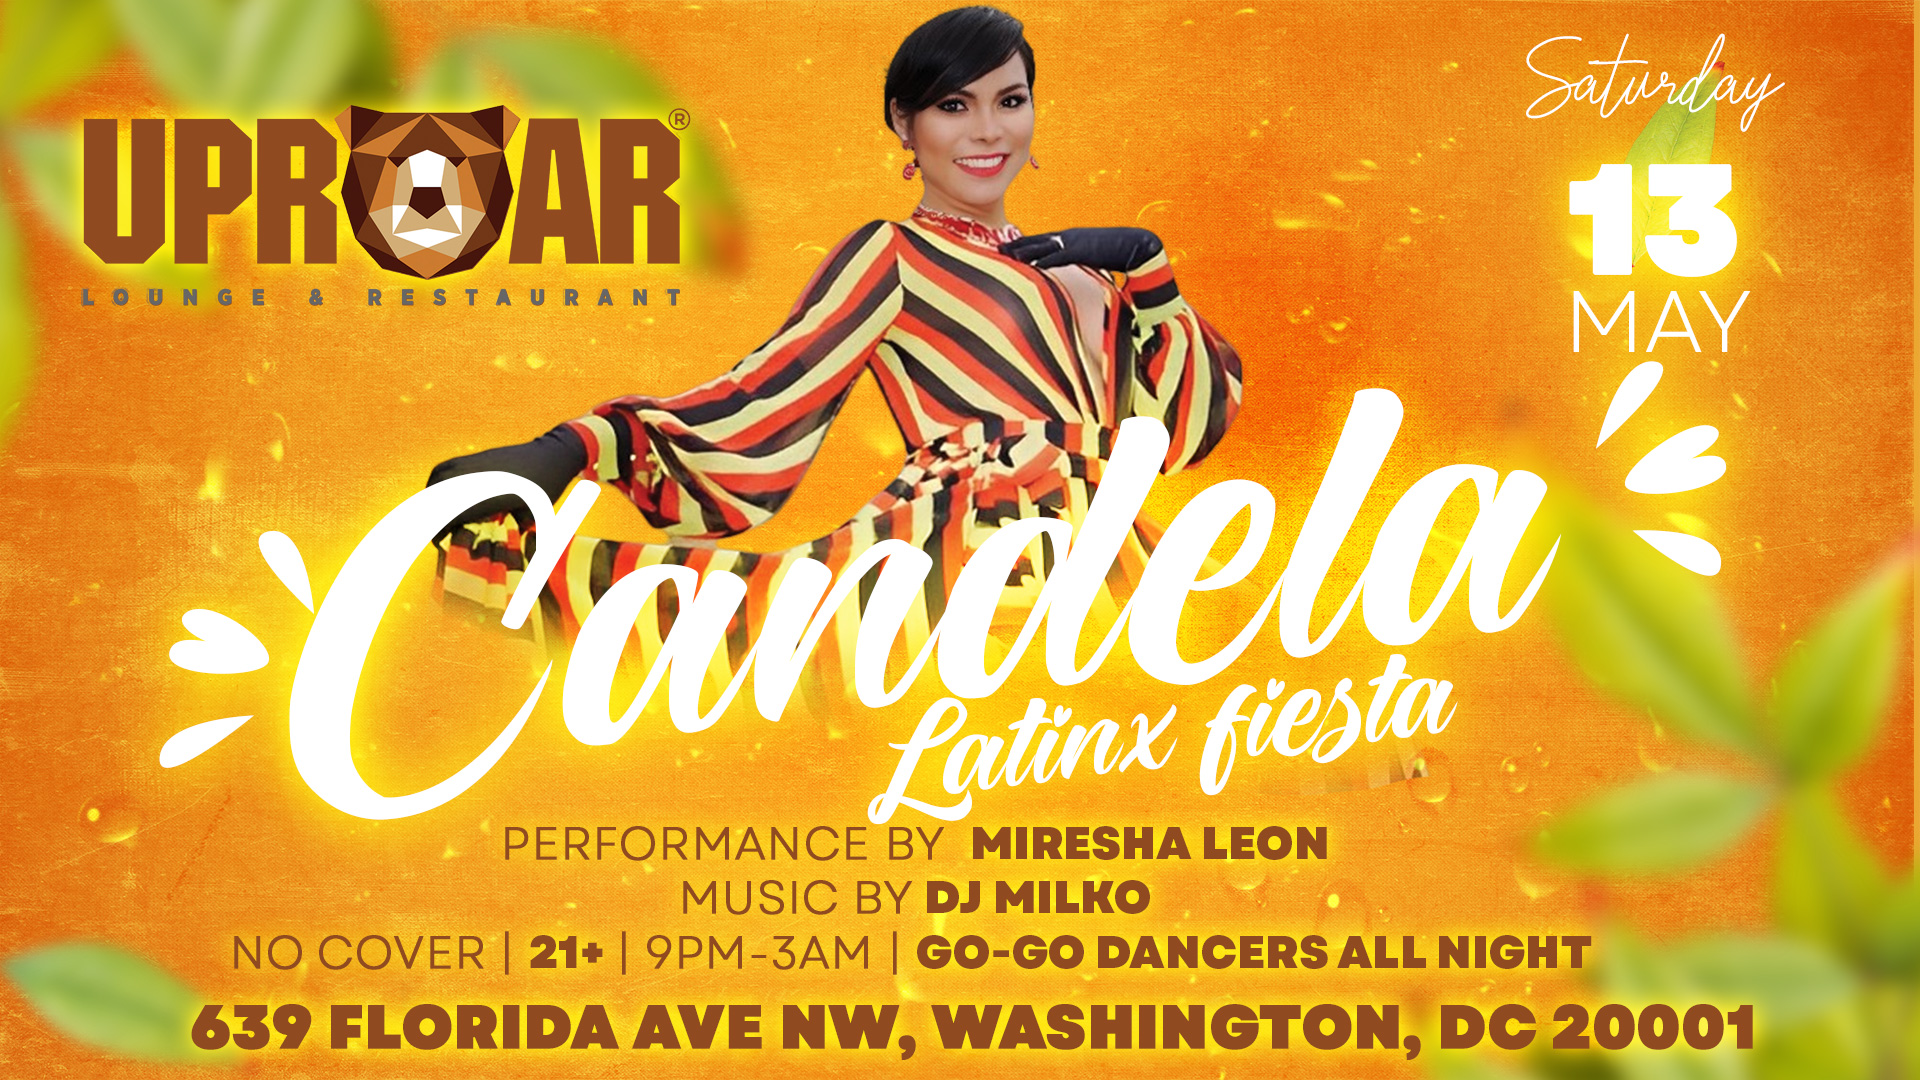 UPROAR®
LOUNGE & RESTAURANT
Saturday
13
MAY
Candela
Latinx fiesta
PERFORMANCE BY MIRESHA LEON
MUSIC BY DJ MILKO
NO COVER | 21+ | 9PM-3AM | GO-GO DANCERS ALL NIGHT
639 FLORIDA AVE NW, WASHINGTON, DC 20001